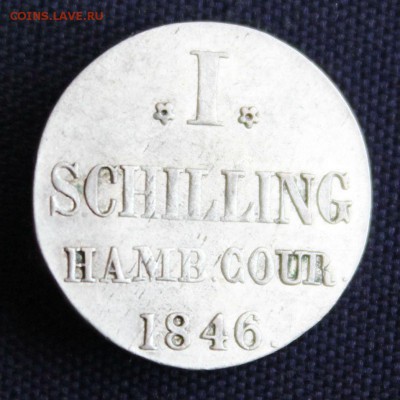 COINS.LAVE.RU
I
SCHILLING
HAMB.COUR.
1846.